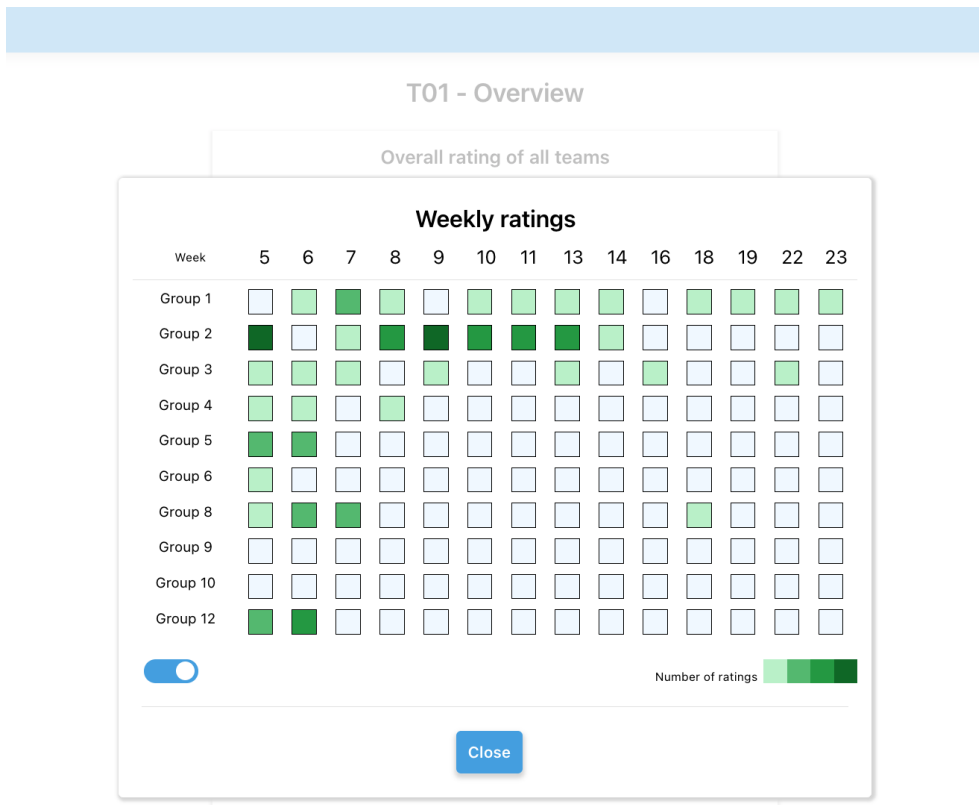 T01 - Overview
Overall rating of all teams
Weekly ratings
Week 5 6 7 8 9 10 11 13 14 16 18 19 22 23
Group 1
Group 2
Group 3
Group 4
Group 5
Group 6
Group 8
Group 9
Group 10
Group 12
Number of ratings
Close